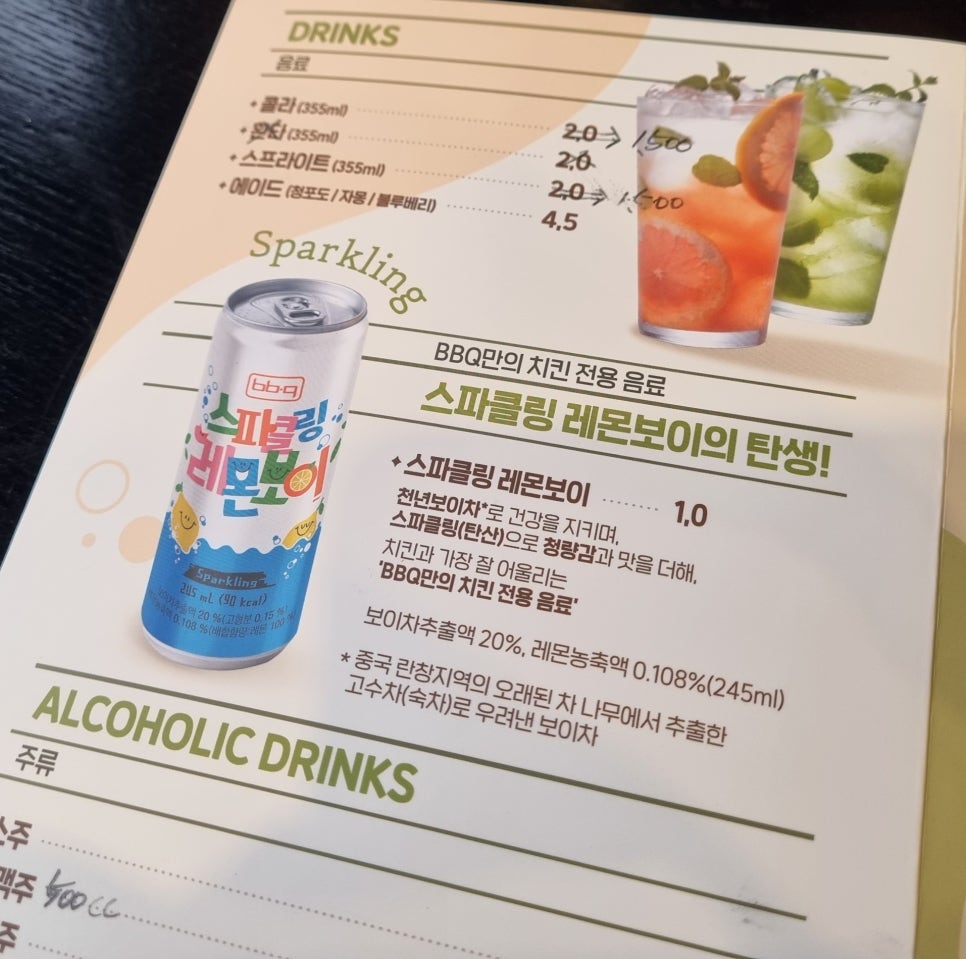 DRINKS
음료
+ 콜라 (355ml) 2,0 → 1,500
+ 환타 (355ml) 2,0
+ 스프라이트 (355ml) 2,0 → 1,500
+ 에이드 (청포도 / 자몽 / 블루베리) 4.5
Sparkling
BBQ만의 치킨 전용 음료
스파클링 레몬보이의 탄생!
bb.q
스파클링
레몬보이
Sparkling
245 mL (90 kcal)
+ 스파클링 레몬보이 1,0
천년보이차*로 건강을 지키며,
스파클링(탄산)으로 청량감과 맛을 더해,
치킨과 가장 잘 어울리는
'BBQ만의 치킨 전용 음료'
보이차추출액 20%, 레몬농축액 0.108%(245ml)
* 중국 란창지역의 오래된 차 나무에서 추출한
고수차(숙차)로 우려낸 보이차
ALCOHOLIC DRINKS
주류
소주
맥주 500cc
주